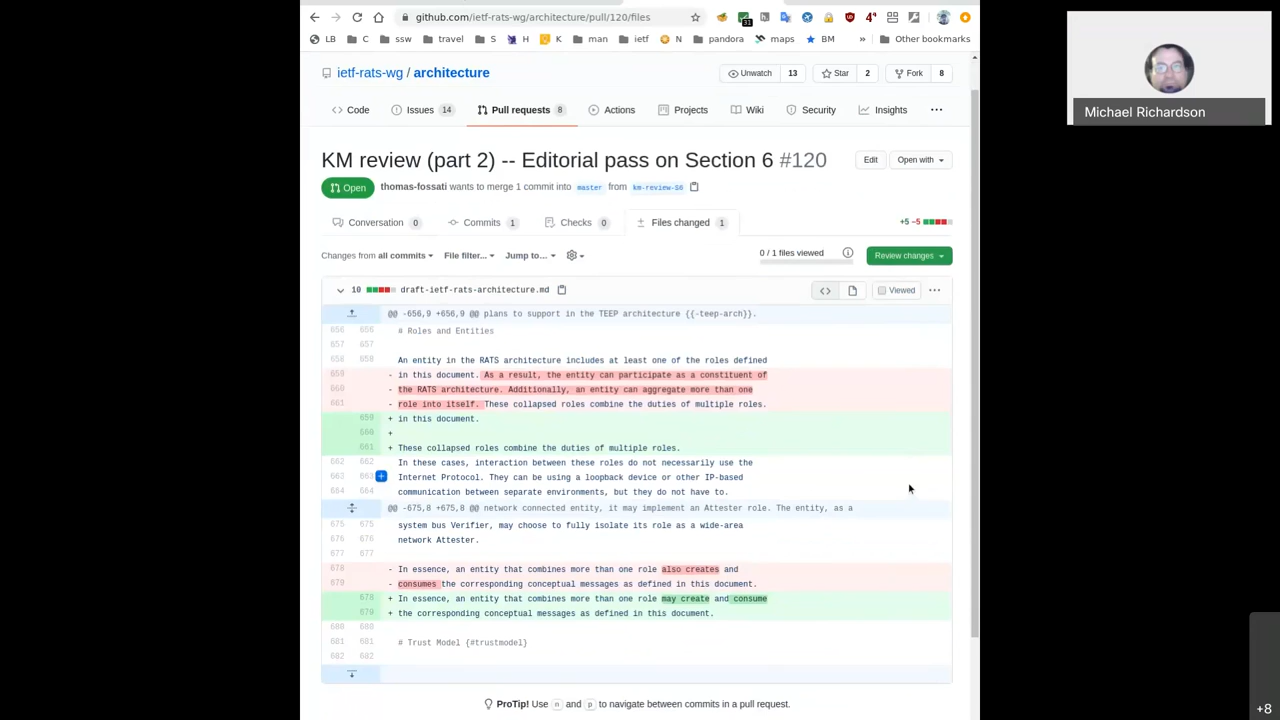 github.com/ietf-rats-wg/architecture/pull/120/files
31
LB C ssw travel S H K man ietf N pandora maps BM » Other bookmarks
ietf-rats-wg / architecture
Unwatch 13 Star 2 Fork 8
Code Issues 14 Pull requests 8 Actions Projects Wiki Security Insights
KM review (part 2) -- Editorial pass on Section 6 #120
Edit Open with
Open thomas-fossati wants to merge 1 commit into master from km-review-S6
Conversation 0 Commits 1 Checks 0 Files changed 1
+5 −5
Changes from all commits File filter... Jump to...
0 / 1 files viewed
Review changes
10 draft-ietf-rats-architecture.md
Viewed
@@ -656,9 +656,9 @@ plans to support in the TEEP architecture {{-teep-arch}}.
656 656 # Roles and Entities
657 657
658 658 An entity in the RATS architecture includes at least one of the roles defined
659 - in this document. As a result, the entity can participate as a constituent of
660 - the RATS architecture. Additionally, an entity can aggregate more than one
661 - role into itself. These collapsed roles combine the duties of multiple roles.
659 + in this document.
660 +
661 + These collapsed roles combine the duties of multiple roles.
662 662 In these cases, interaction between these roles do not necessarily use the
663 663 Internet Protocol. They can be using a loopback device or other IP-based
664 664 communication between separate environments, but they do not have to.
@@ -675,8 +675,8 @@ network connected entity, it may implement an Attester role. The entity, as a
675 675 system bus Verifier, may choose to fully isolate its role as a wide-area
676 676 network Attester.
677 677
678 - In essence, an entity that combines more than one role also creates and
679 - consumes the corresponding conceptual messages as defined in this document.
678 + In essence, an entity that combines more than one role may create and consume
679 + the corresponding conceptual messages as defined in this document.
680 680
681 681 # Trust Model {#trustmodel}
682 682
ProTip! Use n and p to navigate between commits in a pull request.
Michael Richardson
+8